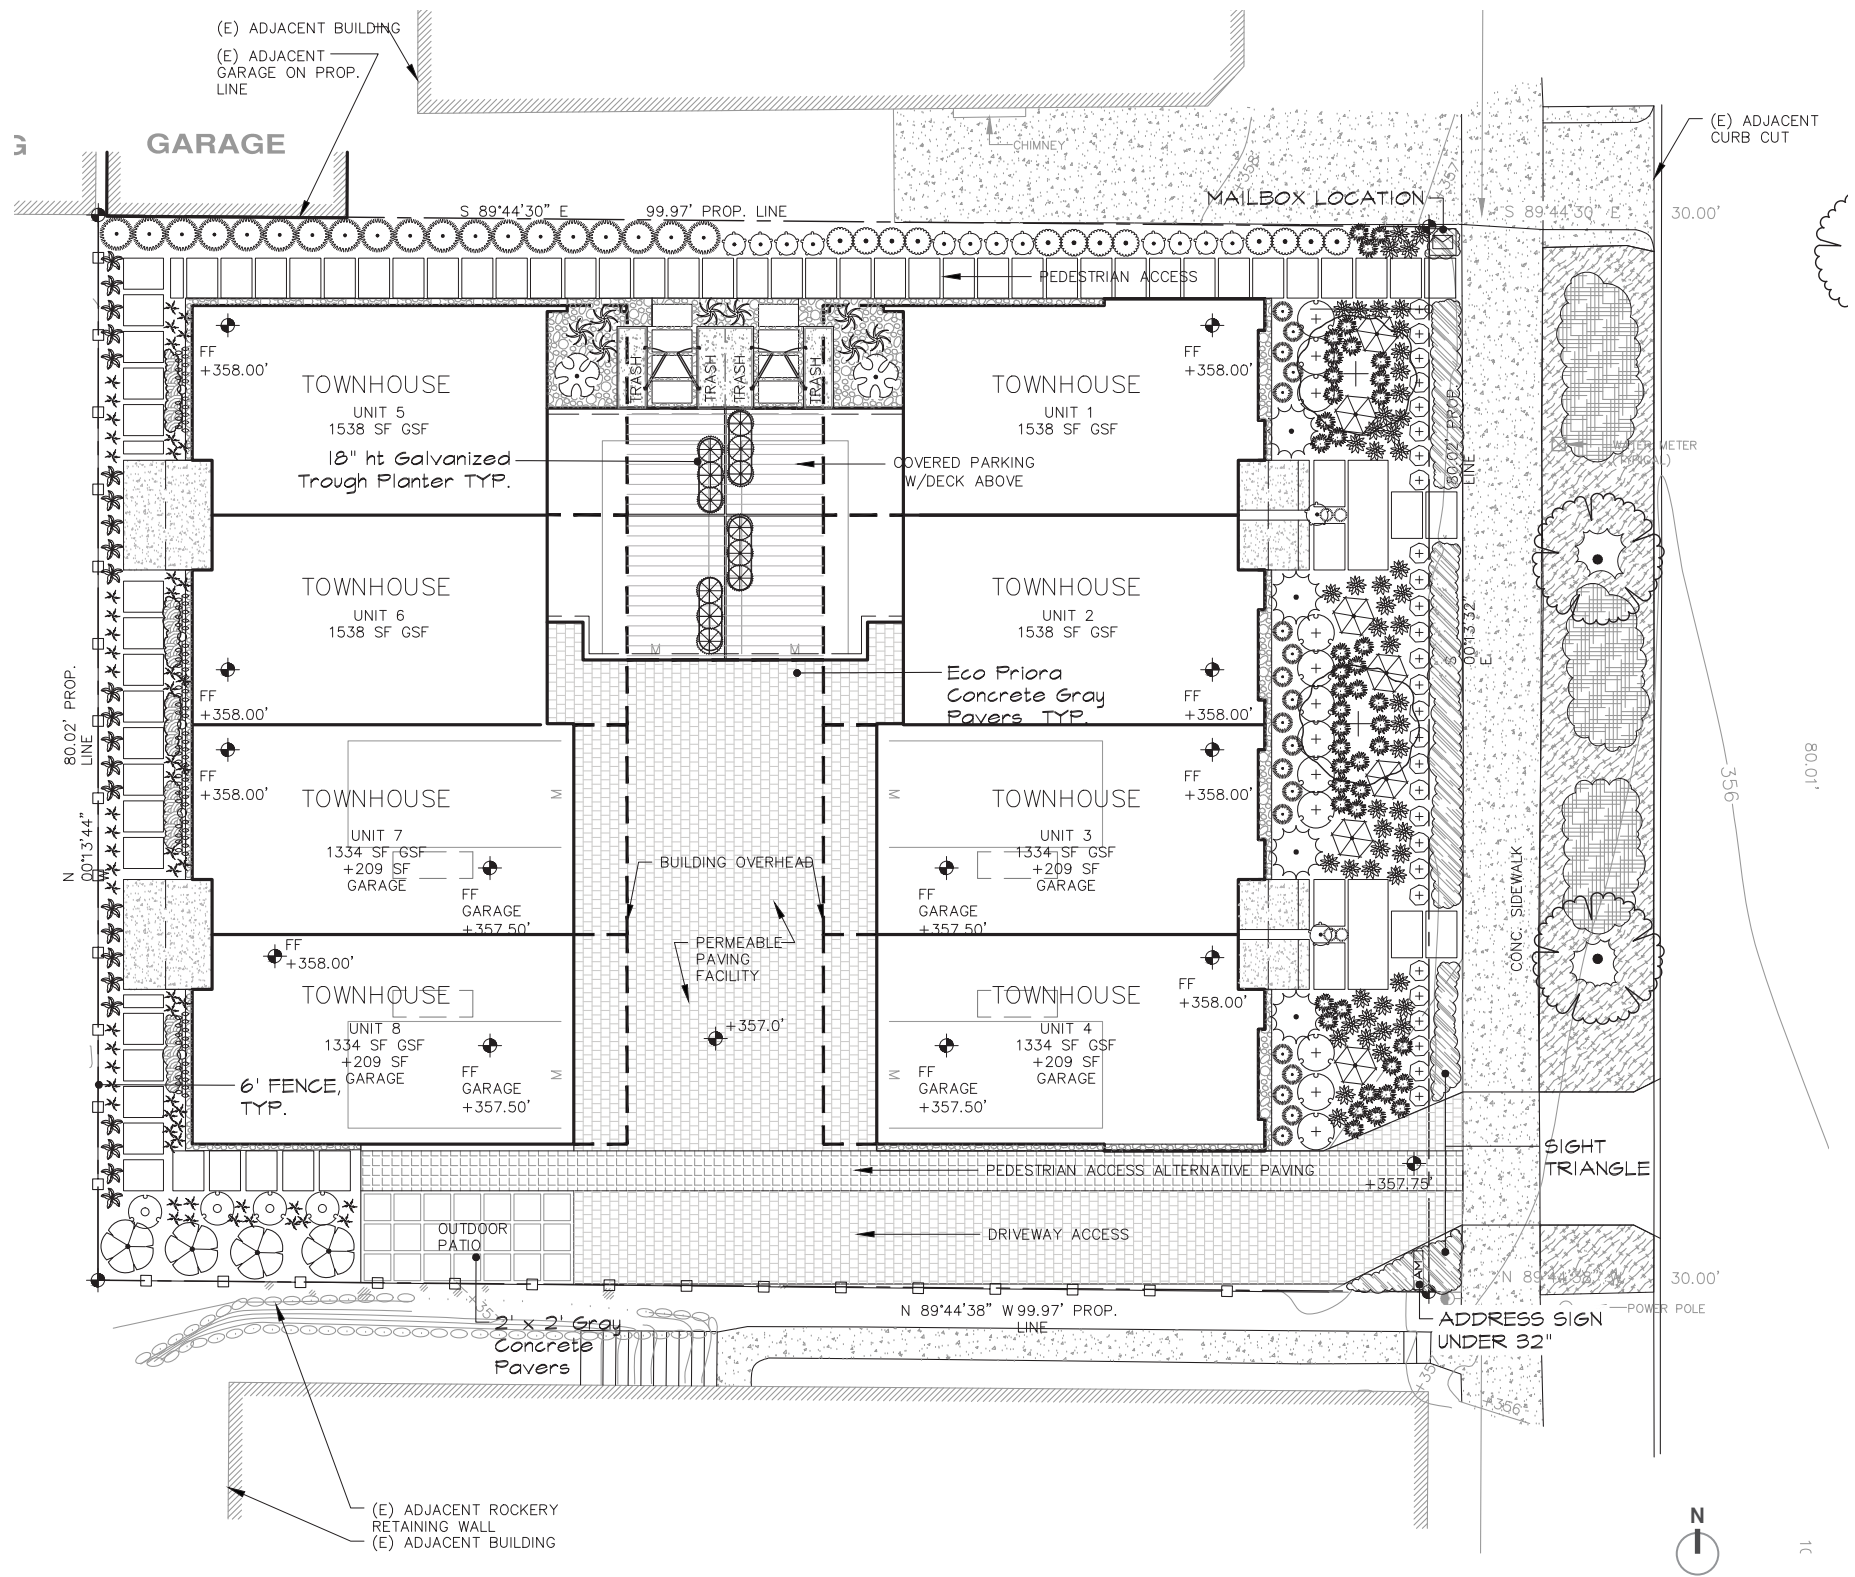 (E) ADJACENT BUILDING
(E) ADJACENT
GARAGE ON PROP.
LINE
G
GARAGE
CHIMNEY
(E) ADJACENT
CURB CUT
358'
357'
MAILBOX LOCATION
S 89°44'30" E
99.97' PROP. LINE
S 89°44'30" E
30.00'
PEDESTRIAN ACCESS
FF
+358.00'
TOWNHOUSE
UNIT 5
1538 SF GSF
TRASH
TRASH
TRASH
TRASH
FF
+358.00'
TOWNHOUSE
UNIT 1
1538 SF GSF
18" ht Galvanized
Trough Planter TYP.
COVERED PARKING
W/DECK ABOVE
80.02' PROP.
LINE
WATER METER
(TYPICAL)
TOWNHOUSE
UNIT 6
1538 SF GSF
TOWNHOUSE
UNIT 2
1538 SF GSF
S
00°13'32"
E
M
M
Eco Priora
Concrete Gray
Pavers TYP.
FF
+358.00'
FF
+358.00'
80.02' PROP.
LINE
N
00°13'44"
W
FF
+358.00'
TOWNHOUSE
UNIT 7
1334 SF GSF
+209 SF
GARAGE
M
FF
GARAGE
+357.50'
BUILDING OVERHEAD
M
FF
+358.00'
TOWNHOUSE
UNIT 3
1334 SF GSF
+209 SF
GARAGE
FF
GARAGE
+357.50'
356
80.01'
CONC. SIDEWALK
PERMEABLE
PAVING
FACILITY
FF
+358.00'
TOWNHOUSE
UNIT 8
1334 SF GSF
+209 SF
GARAGE
M
FF
GARAGE
+357.50'
+357.0'
M
FF
+358.00'
TOWNHOUSE
UNIT 4
1334 SF GSF
+209 SF
GARAGE
FF
GARAGE
+357.50'
6' FENCE,
TYP.
SIGHT
TRIANGLE
PEDESTRIAN ACCESS ALTERNATIVE PAVING
+357.75'
OUTDOOR
PATIO
DRIVEWAY ACCESS
N 89°44'38" W
30.00'
POWER POLE
N 89°44'38" W 99.97' PROP.
LINE
2' x 2' Gray
Concrete
Pavers
ADDRESS SIGN
UNDER 32"
+356'
(E) ADJACENT ROCKERY
RETAINING WALL
(E) ADJACENT BUILDING
N